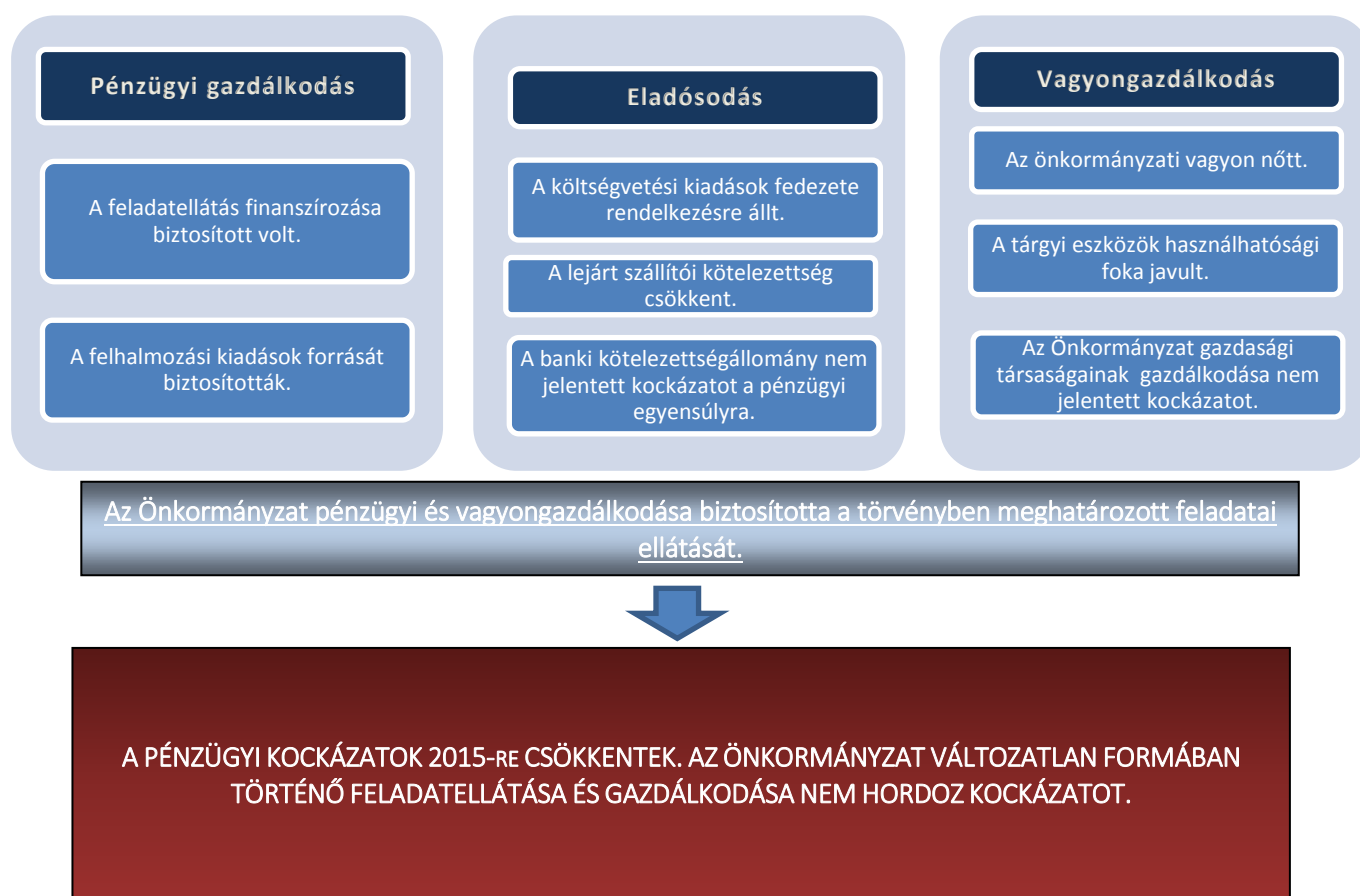 Pénzügyi gazdálkodás
A feladatellátás finanszírozása
biztosított volt.
A felhalmozási kiadások forrását
biztosították.
Eladósodás
A költségvetési kiadások fedezete
rendelkezésre állt.
A lejárt szállítói kötelezettség
csökkent.
A banki kötelezettségállomány nem
jelentett kockázatot a pénzügyi
egyensúlyra.
Vagyongazdálkodás
Az önkormányzati vagyon nőtt.
A tárgyi eszközök használhatósági
foka javult.
Az Önkormányzat gazdasági
társaságainak gazdálkodása nem
jelentett kockázatot.
Az Önkormányzat pénzügyi és vagyongazdálkodása biztosította a törvényben meghatározott feladatai
ellátását.
A PÉNZÜGYI KOCKÁZATOK 2015-RE CSÖKKENTEK. AZ ÖNKORMÁNYZAT VÁLTOZATLAN FORMÁBAN
TÖRTÉNŐ FELADATELLÁTÁSA ÉS GAZDÁLKODÁSA NEM HORDOZ KOCKÁZATOT.